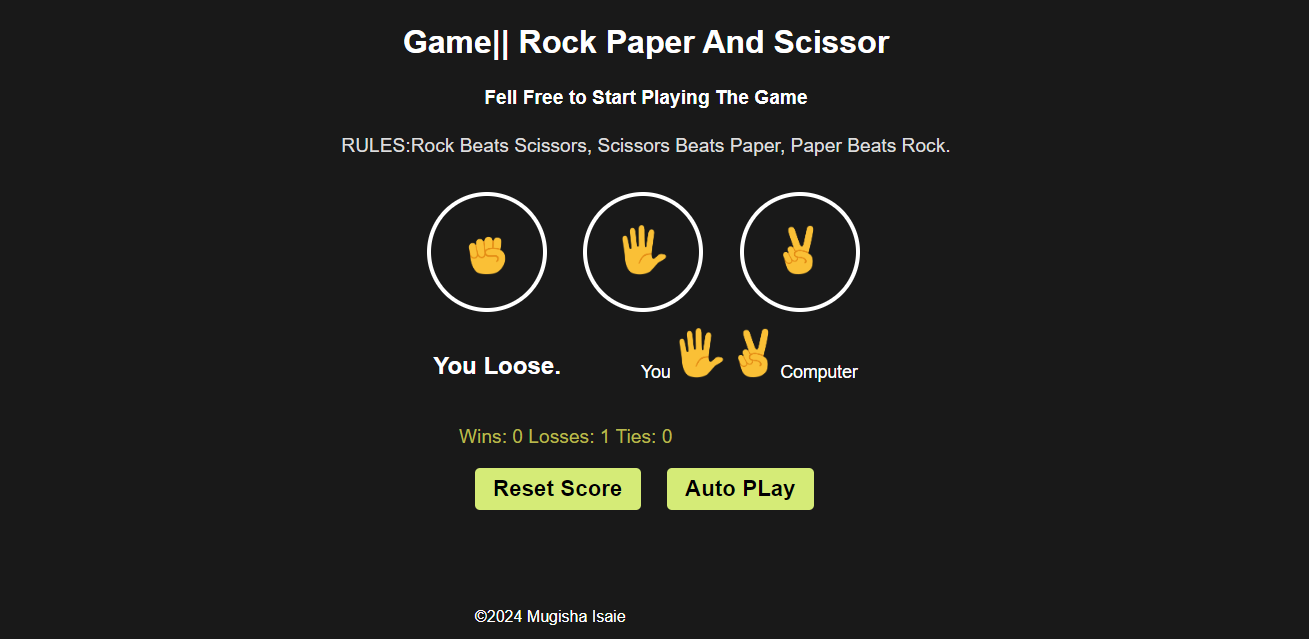 Game|| Rock Paper And Scissor
Fell Free to Start Playing The Game
RULES:Rock Beats Scissors, Scissors Beats Paper, Paper Beats Rock.
You Loose.
You Computer
Wins: 0 Losses: 1 Ties: 0
Reset Score
Auto PLay
©2024 Mugisha Isaie